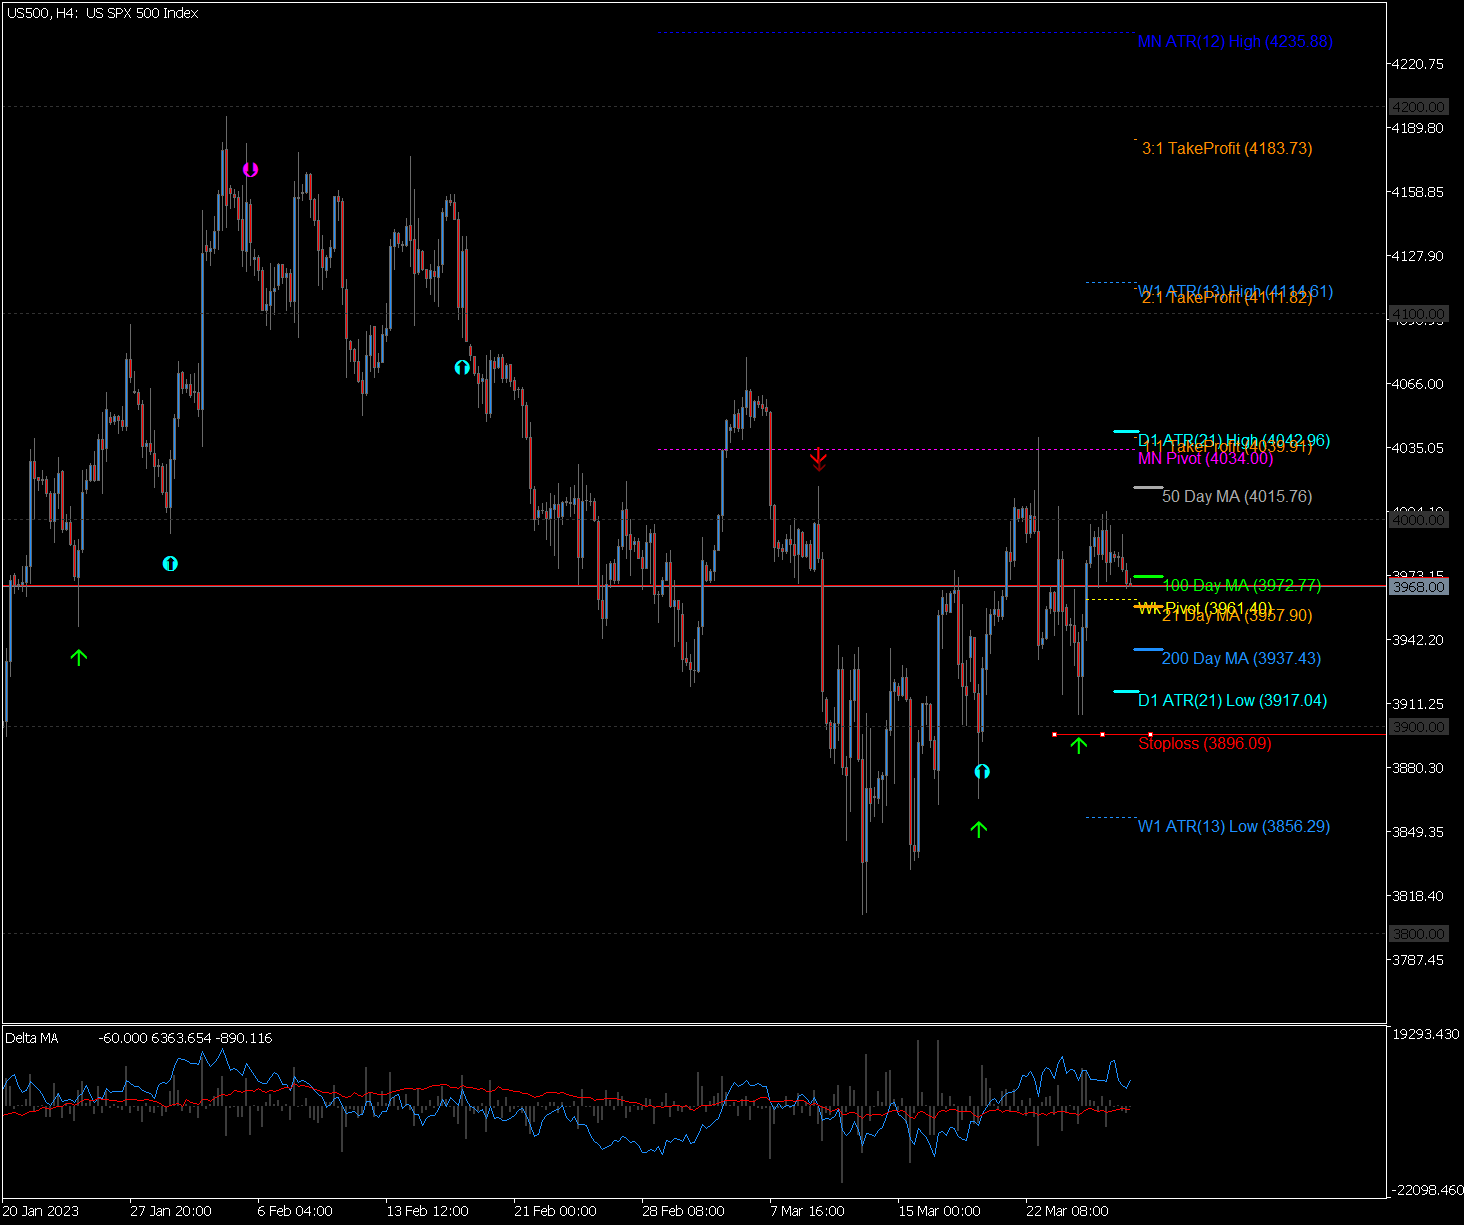 US500, H4: US SPX 500 Index
MN ATR(12) High (4235.88)
4220.75
4200.00
4189.80
3:1 TakeProfit (4183.73)
4158.85
4127.90
W1 ATR(13) High (4114.61)
2:1 TakeProfit (4111.82)
4100.00
4066.00
D1 ATR(21) High (4042.96)
1:1 TakeProfit (4039.91)
4035.05
MN Pivot (4034.00)
50 Day MA (4015.76)
4000.00
3973.15
100 Day MA (3972.77)
3968.00
Wk Pivot (3961.40)
21 Day MA (3957.90)
3942.20
200 Day MA (3937.43)
D1 ATR(21) Low (3917.04)
3911.25
3900.00
Stoploss (3896.09)
3880.30
W1 ATR(13) Low (3856.29)
3849.35
3818.40
3800.00
3787.45
Delta MA -60.000 6363.654 -890.116
19293.430
-22098.460
20 Jan 2023 27 Jan 20:00 6 Feb 04:00 13 Feb 12:00 21 Feb 00:00 28 Feb 08:00 7 Mar 16:00 15 Mar 00:00 22 Mar 08:00